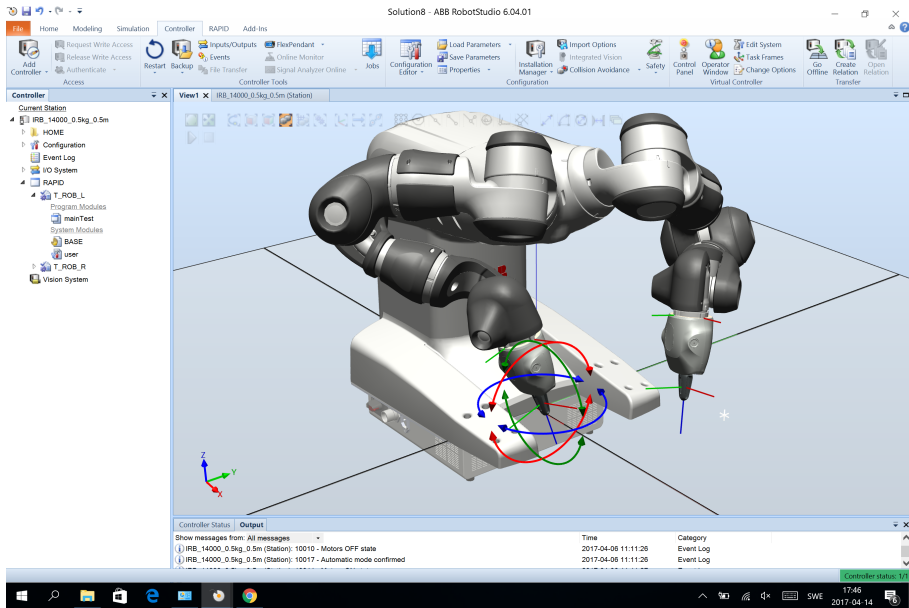 Solution8 - ABB RobotStudio 6.04.01
File Home Modeling Simulation Controller RAPID Add-Ins
Add Controller
Request Write Access
Release Write Access
Authenticate
Access
Restart
Backup
Inputs/Outputs
Events
File Transfer
FlexPendant
Online Monitor
Signal Analyzer Online
Jobs
Controller Tools
Configuration Editor
Load Parameters
Save Parameters
Properties
Installation Manager
Import Options
Integrated Vision
Collision Avoidance
Safety
Configuration
Control Panel
Operator Window
Edit System
Task Frames
Change Options
Virtual Controller
Go Offline
Create Relation
Open Relation
Transfer
Controller
View1 IRB_14000_0.5kg_0.5m (Station)
Current Station
IRB_14000_0.5kg_0.5m
HOME
Configuration
Event Log
I/O System
RAPID
T_ROB_L
Program Modules
mainTest
System Modules
BASE
user
T_ROB_R
Vision System
Z
Y
X
Controller Status Output
Show messages from: All messages Time Category
IRB_14000_0.5kg_0.5m (Station): 10010 - Motors OFF state 2017-04-06 11:11:26 Event Log
IRB_14000_0.5kg_0.5m (Station): 10017 - Automatic mode confirmed 2017-04-06 11:11:26 Event Log
Controller status: 1/1
SWE
17:46
2017-04-14
6